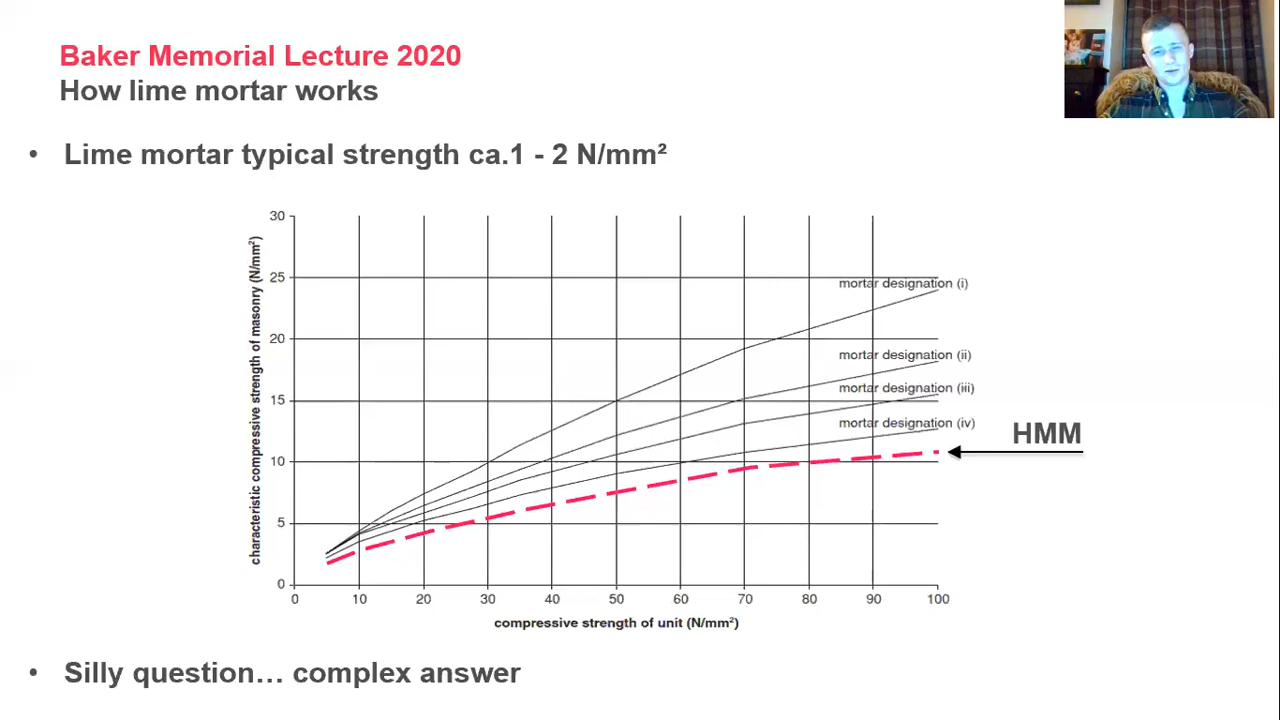 Baker Memorial Lecture 2020
How lime mortar works
• Lime mortar typical strength ca.1 - 2 N/mm²
characteristic compressive strength of masonry (N/mm²)
30
25
20
15
10
5
0
mortar designation (i)
mortar designation (ii)
mortar designation (iii)
mortar designation (iv)
HMM
0 10 20 30 40 50 60 70 80 90 100
compressive strength of unit (N/mm²)
• Silly question… complex answer